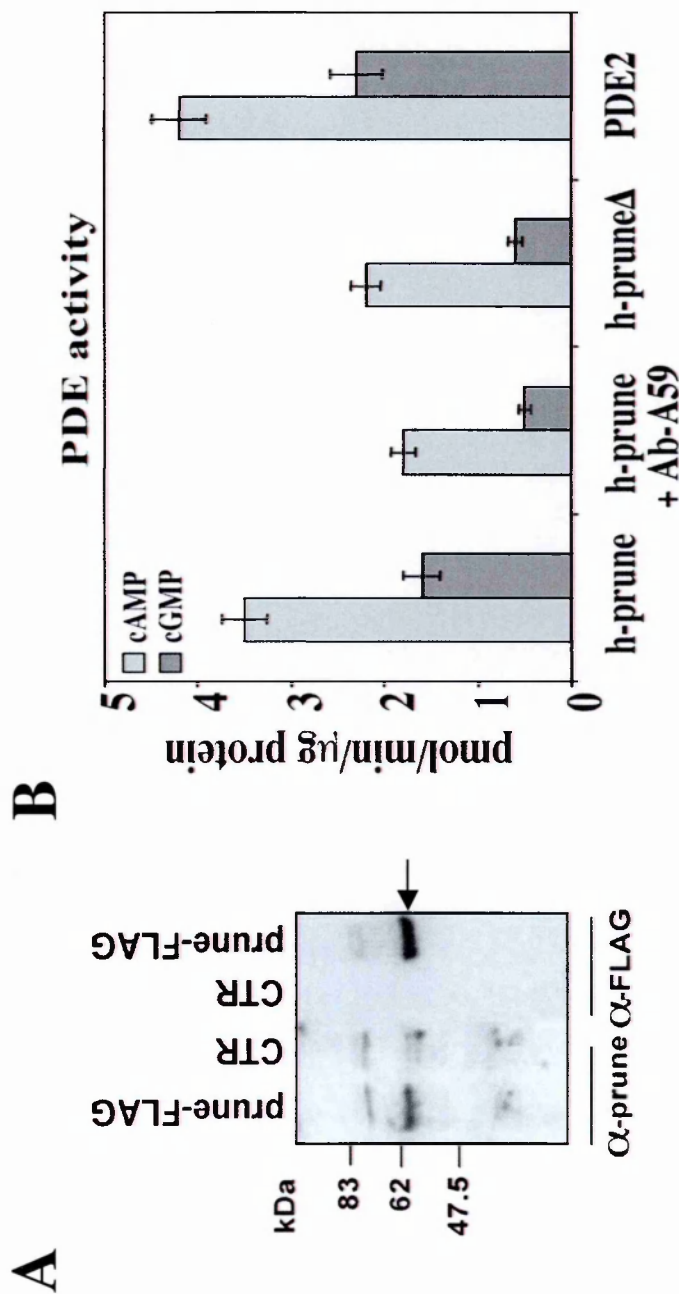 A
kDa
83
62
47.5
prune-FLAG
CTR
CTR
prune-FLAG
α-prune α-FLAG
B
PDE activity
cAMP
cGMP
pmol/min/µg protein
5
4
3
2
1
0
h-prune
h-prune + Ab-A59
h-pruneΔ
PDE2